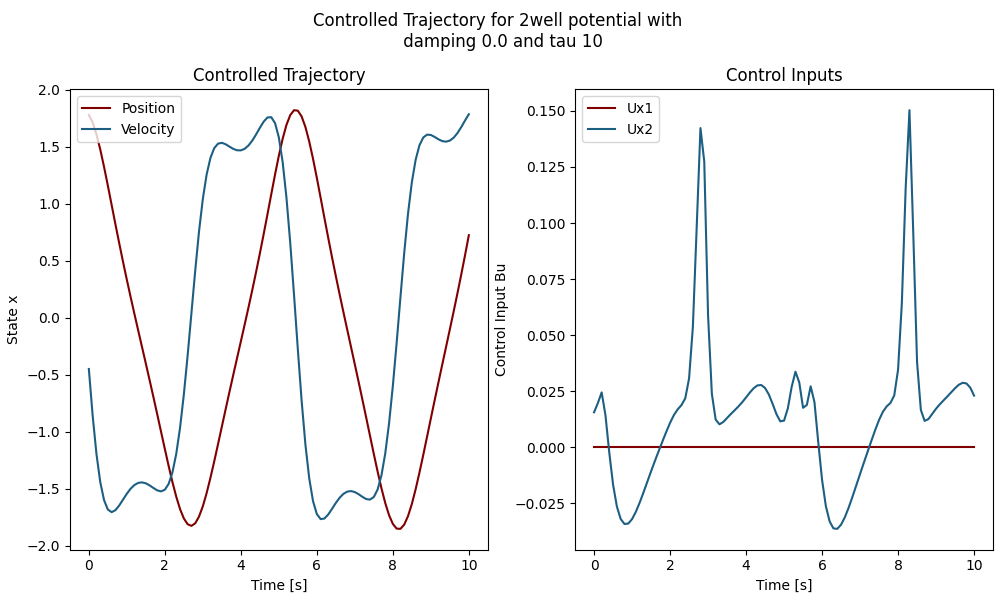 Controlled Trajectory for 2well potential with
damping 0.0 and tau 10
Controlled Trajectory
Position
Velocity
State x
2.0
1.5
1.0
0.5
0.0
−0.5
−1.0
−1.5
−2.0
0 2 4 6 8 10
Time [s]
Control Inputs
Ux1
Ux2
Control Input Bu
0.150
0.125
0.100
0.075
0.050
0.025
0.000
−0.025
0 2 4 6 8 10
Time [s]